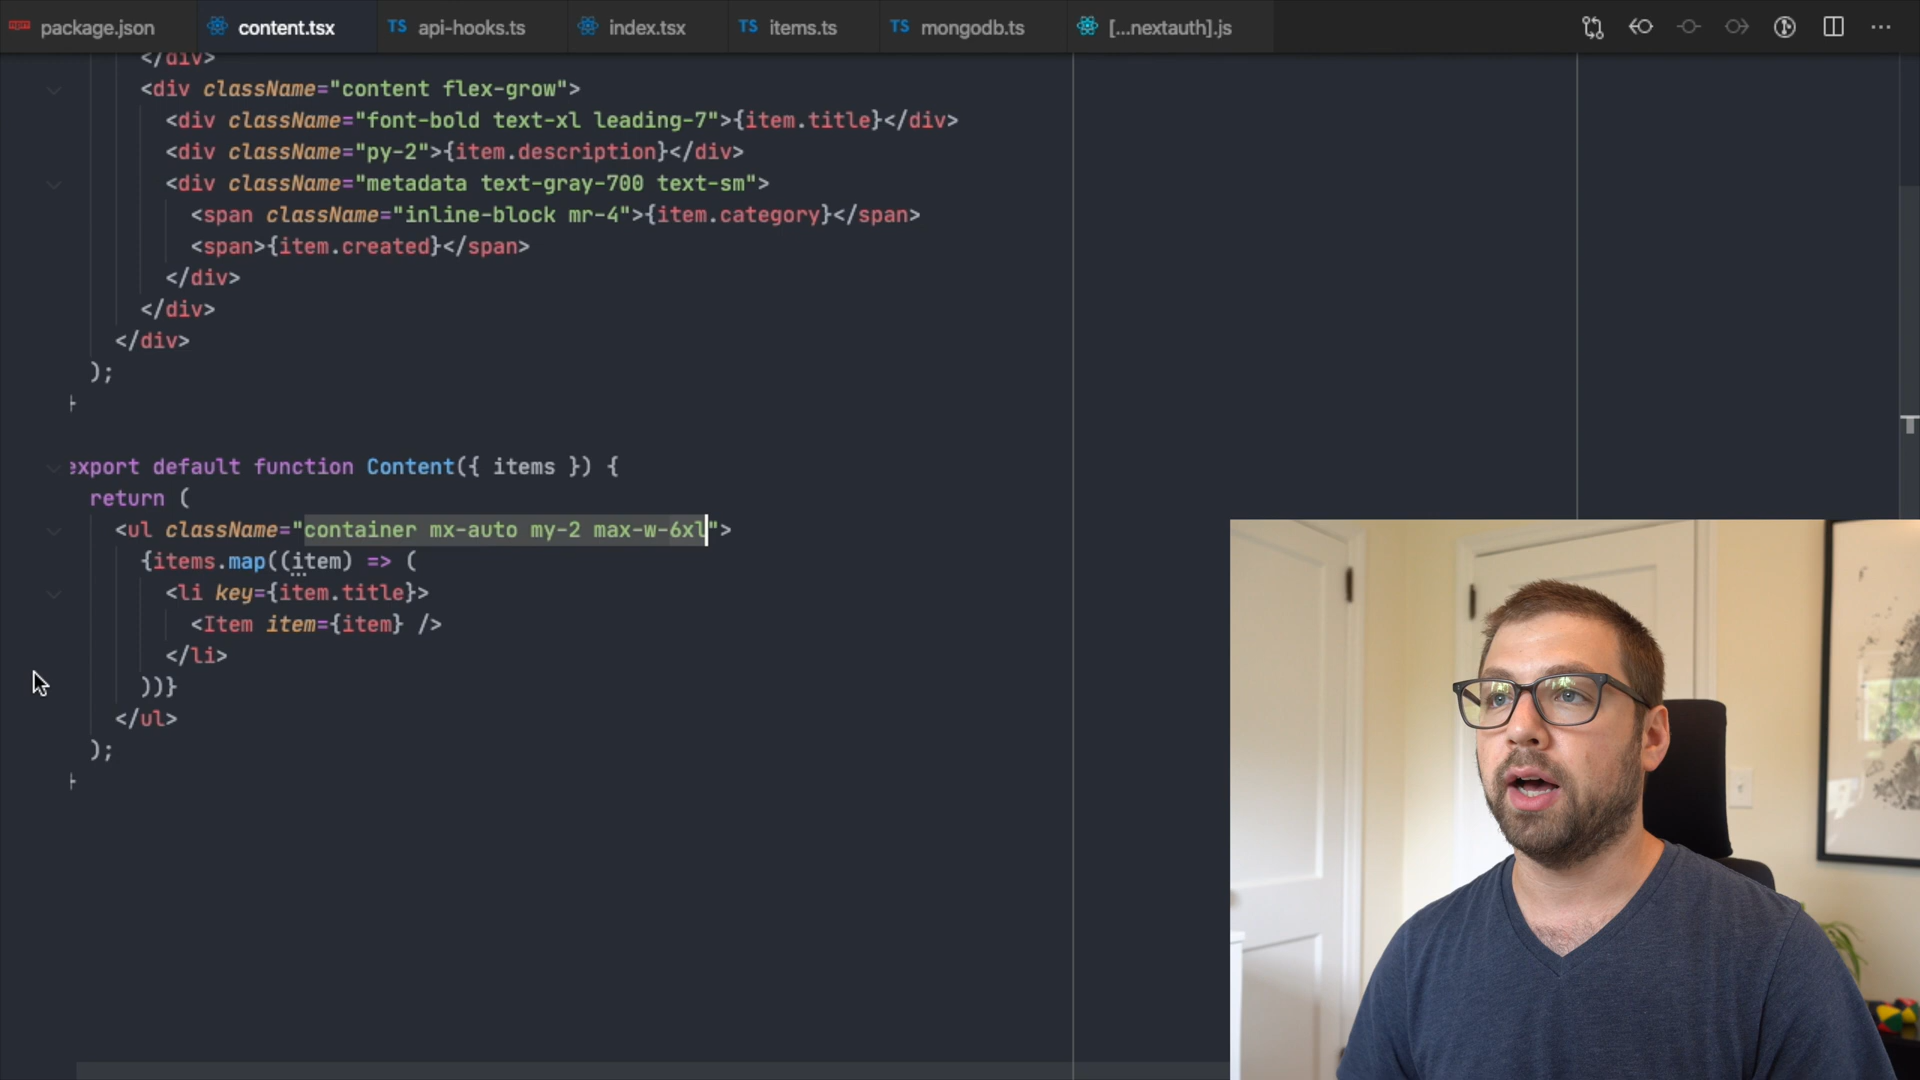 package.json content.tsx TS api-hooks.ts index.tsx TS items.ts TS mongodb.ts [...nextauth].js
</div>
<div className="content flex-grow">
<div className="font-bold text-xl leading-7">{item.title}</div>
<div className="py-2">{item.description}</div>
<div className="metadata text-gray-700 text-sm">
<span className="inline-block mr-4">{item.category}</span>
<span>{item.created}</span>
</div>
</div>
</div>
);
}
export default function Content({ items }) {
return (
<ul className="container mx-auto my-2 max-w-6xl">
{items.map((item) => (
<li key={item.title}>
<Item item={item} />
</li>
))}
</ul>
);
}